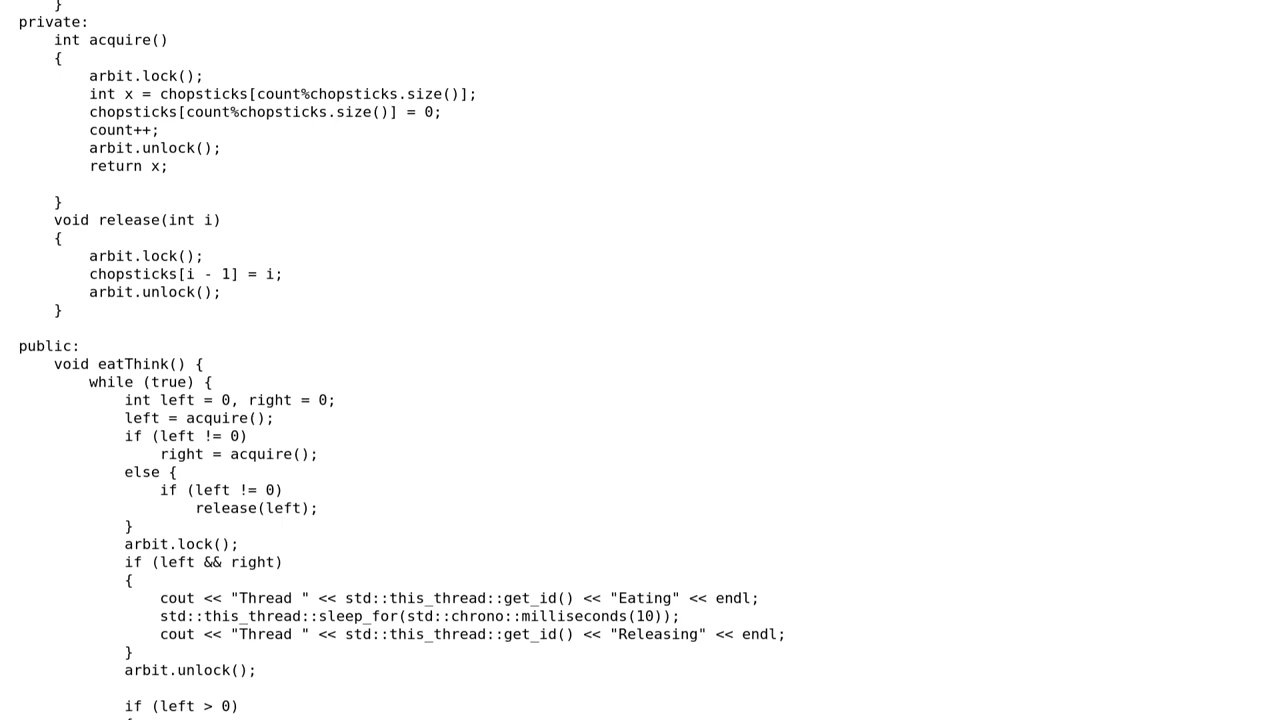 }
private:
    int acquire()
    {
        arbit.lock();
        int x = chopsticks[count%chopsticks.size()];
        chopsticks[count%chopsticks.size()] = 0;
        count++;
        arbit.unlock();
        return x;

    }
    void release(int i)
    {
        arbit.lock();
        chopsticks[i - 1] = i;
        arbit.unlock();
    }

public:
    void eatThink() {
        while (true) {
            int left = 0, right = 0;
            left = acquire();
            if (left != 0)
                right = acquire();
            else {
                if (left != 0)
                    release(left);
            }
            arbit.lock();
            if (left && right)
            {
                cout << "Thread " << std::this_thread::get_id() << "Eating" << endl;
                std::this_thread::sleep_for(std::chrono::milliseconds(10));
                cout << "Thread " << std::this_thread::get_id() << "Releasing" << endl;
            }
            arbit.unlock();

            if (left > 0)
            {